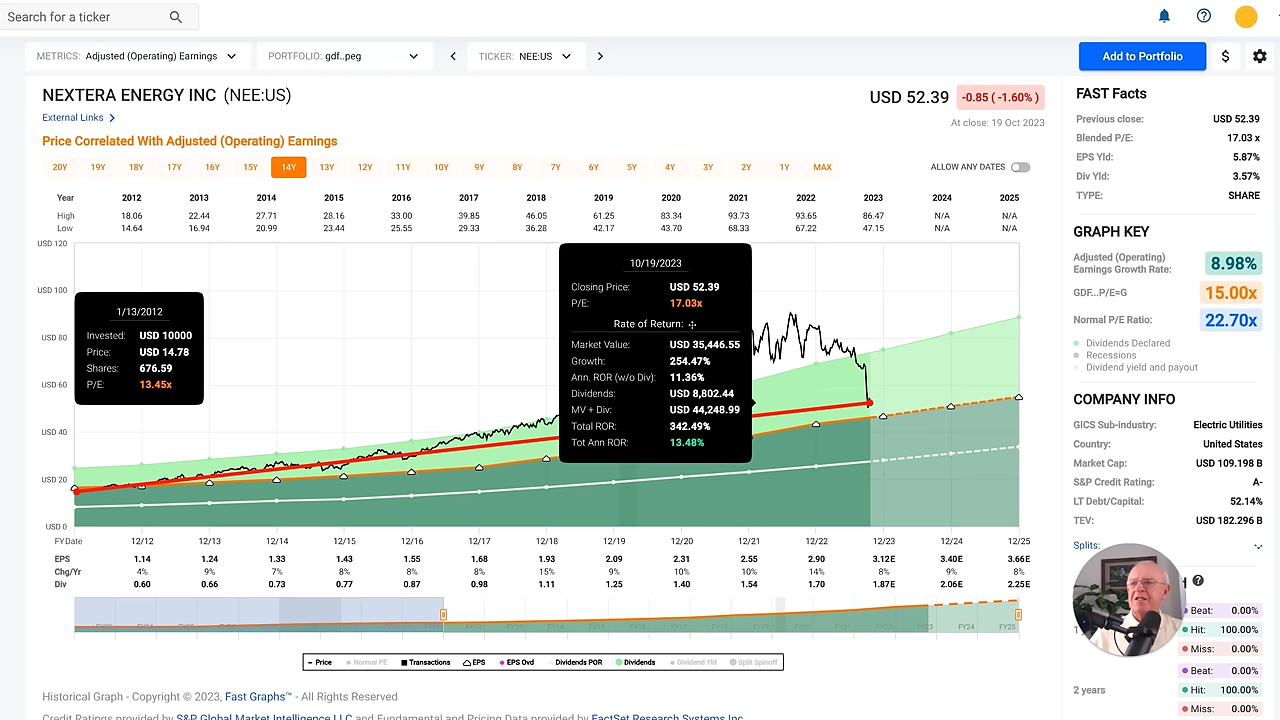 Search for a ticker
METRICS: Adjusted (Operating) Earnings PORTFOLIO: gdf..peg TICKER: NEE:US Add to Portfolio $
NEXTERA ENERGY INC (NEE:US) USD 52.39 -0.85 ( -1.60% )
External Links At close: 19 Oct 2023
Price Correlated With Adjusted (Operating) Earnings
20Y 19Y 18Y 17Y 16Y 15Y 14Y 13Y 12Y 11Y 10Y 9Y 8Y 7Y 6Y 5Y 4Y 3Y 2Y 1Y MAX ALLOW ANY DATES
Year 2012 2013 2014 2015 2016 2017 2018 2019 2020 2021 2022 2023 2024 2025
High 18.06 22.44 27.71 28.16 33.00 39.85 46.05 61.25 83.34 93.73 93.65 86.47 N/A N/A
Low 14.64 16.94 20.99 23.44 25.55 29.33 36.28 42.17 43.70 68.33 67.22 47.15 N/A N/A
USD 120
USD 100
USD 80
USD 60
USD 40
USD 20
USD 0
1/13/2012
Invested: USD 10000
Price: USD 14.78
Shares: 676.59
P/E: 13.45x
10/19/2023
Closing Price: USD 52.39
P/E: 17.03x
Rate of Return:
Market Value: USD 35,446.55
Growth: 254.47%
Ann. ROR (w/o Div): 11.36%
Dividends: USD 8,802.44
MV + Div: USD 44,248.99
Total ROR: 342.49%
Tot Ann ROR: 13.48%
FYDate 12/12 12/13 12/14 12/15 12/16 12/17 12/18 12/19 12/20 12/21 12/22 12/23 12/24 12/25
EPS 1.14 1.24 1.33 1.43 1.55 1.68 1.93 2.09 2.31 2.55 2.90 3.12E 3.40E 3.66E
Chg/Yr 4% 9% 7% 8% 8% 8% 15% 9% 10% 10% 14% 8% 9% 8%
Div 0.60 0.66 0.73 0.77 0.87 0.98 1.11 1.25 1.40 1.54 1.70 1.87E 2.06E 2.25E
FY24 FY25
Price Normal PE Transactions EPS EPS Ovd Dividends POR Dividends Dividend Yld Split Spinoff
Historical Graph - Copyright © 2023, Fast Graphs™ - All Rights Reserved
Credit Ratings provided by S&P Global Market Intelligence LLC and Fundamental and Pricing Data provided by FactSet Research Systems Inc.
FAST Facts
Previous close: USD 52.39
Blended P/E: 17.03 x
EPS Yld: 5.87%
Div Yld: 3.57%
TYPE: SHARE
GRAPH KEY
Adjusted (Operating)
Earnings Growth Rate: 8.98%
GDF...P/E=G 15.00x
Normal P/E Ratio: 22.70x
Dividends Declared
Recessions
Dividend yield and payout
COMPANY INFO
GICS Sub-industry: Electric Utilities
Country: United States
Market Cap: USD 109.198 B
S&P Credit Rating: A-
LT Debt/Capital: 52.14%
TEV: USD 182.296 B
Splits:
Beat: 0.00%
Hit: 100.00%
Miss: 0.00%
2 years
Beat: 0.00%
Hit: 100.00%
Miss: 0.00%